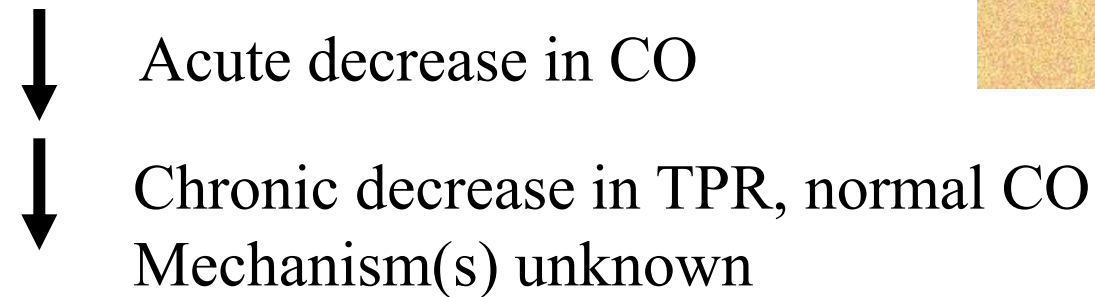 Acute decrease in CO
Chronic decrease in TPR, normal CO
Mechanism(s) unknown